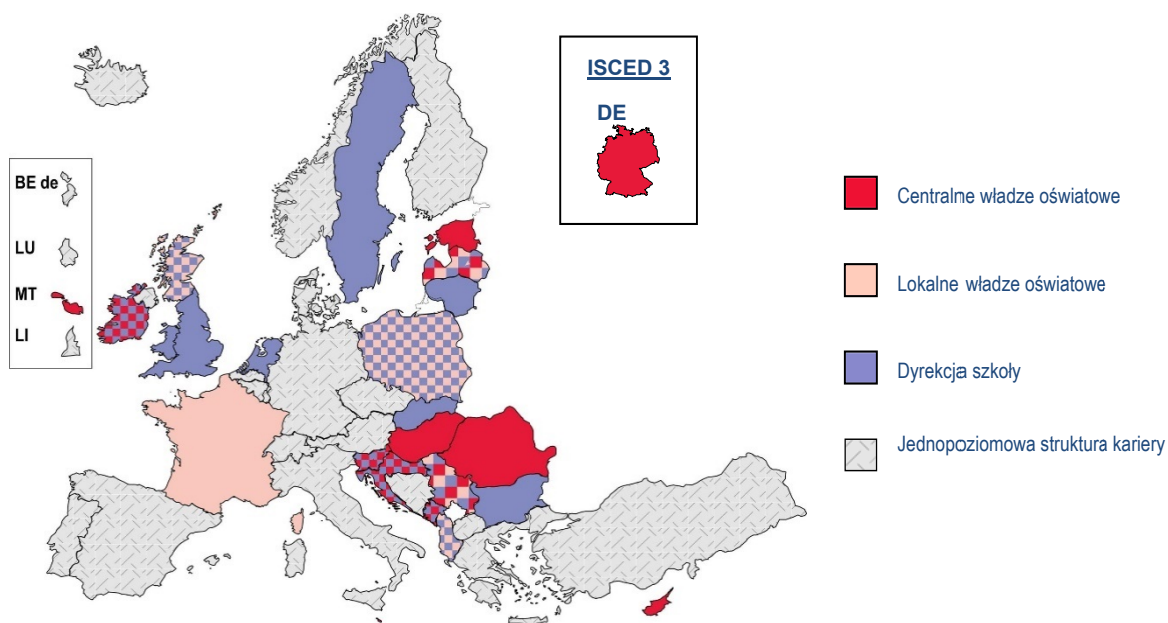 ISCED 3
DE
BE de
LU
MT
LI
Centralne władze oświatowe
Lokalne władze oświatowe
Dyrekcja szkoły
Jednopoziomowa struktura kariery